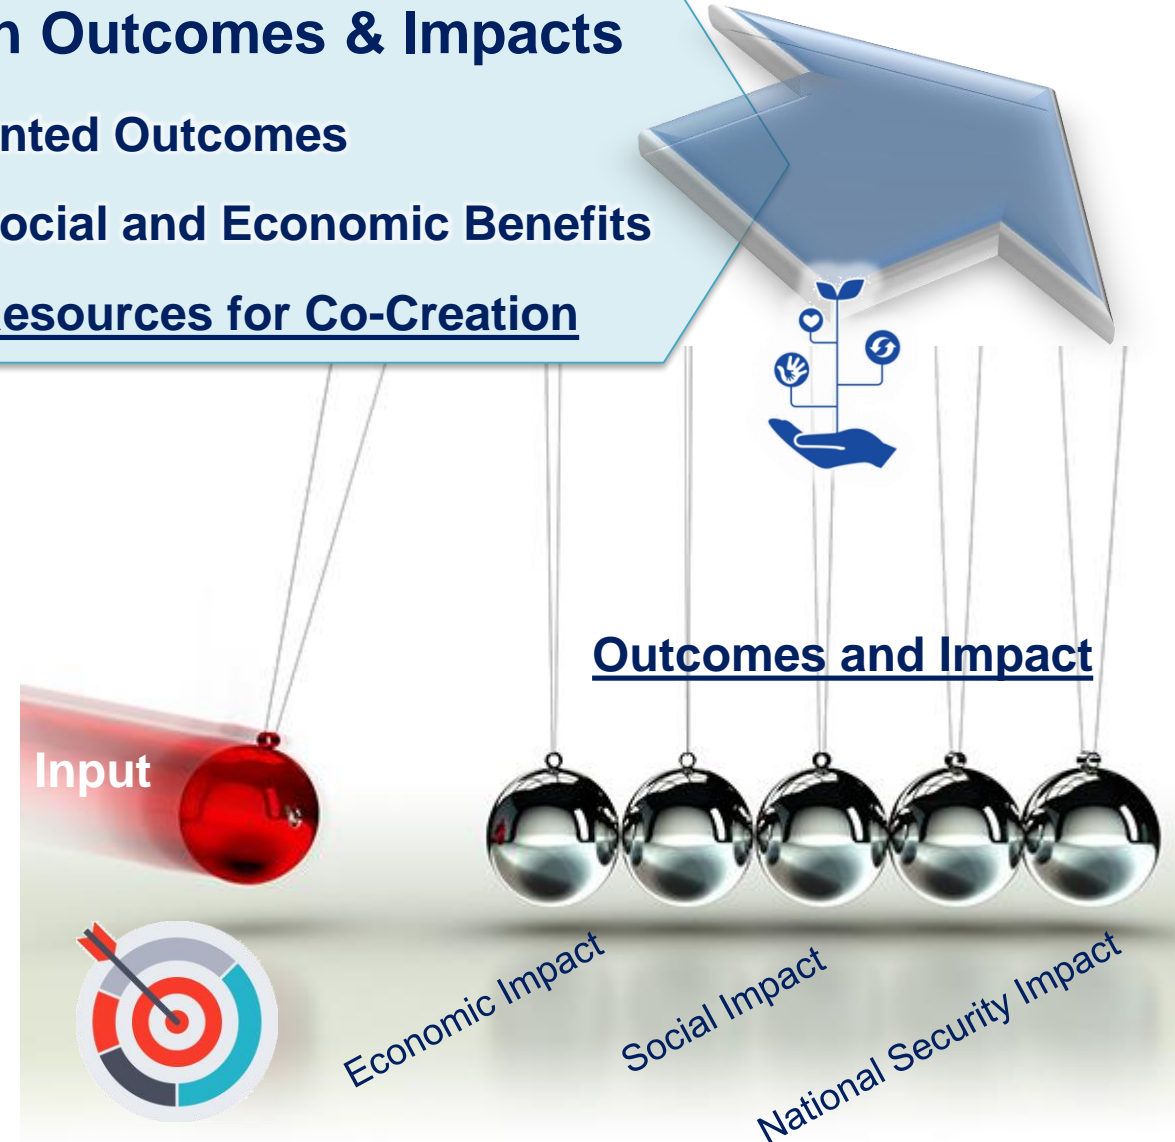 n Outcomes & Impacts
nted Outcomes
ocial and Economic Benefits
esources for Co-Creation
Outcomes and Impact
Input
Economic Impact
Social Impact
National Security Impact